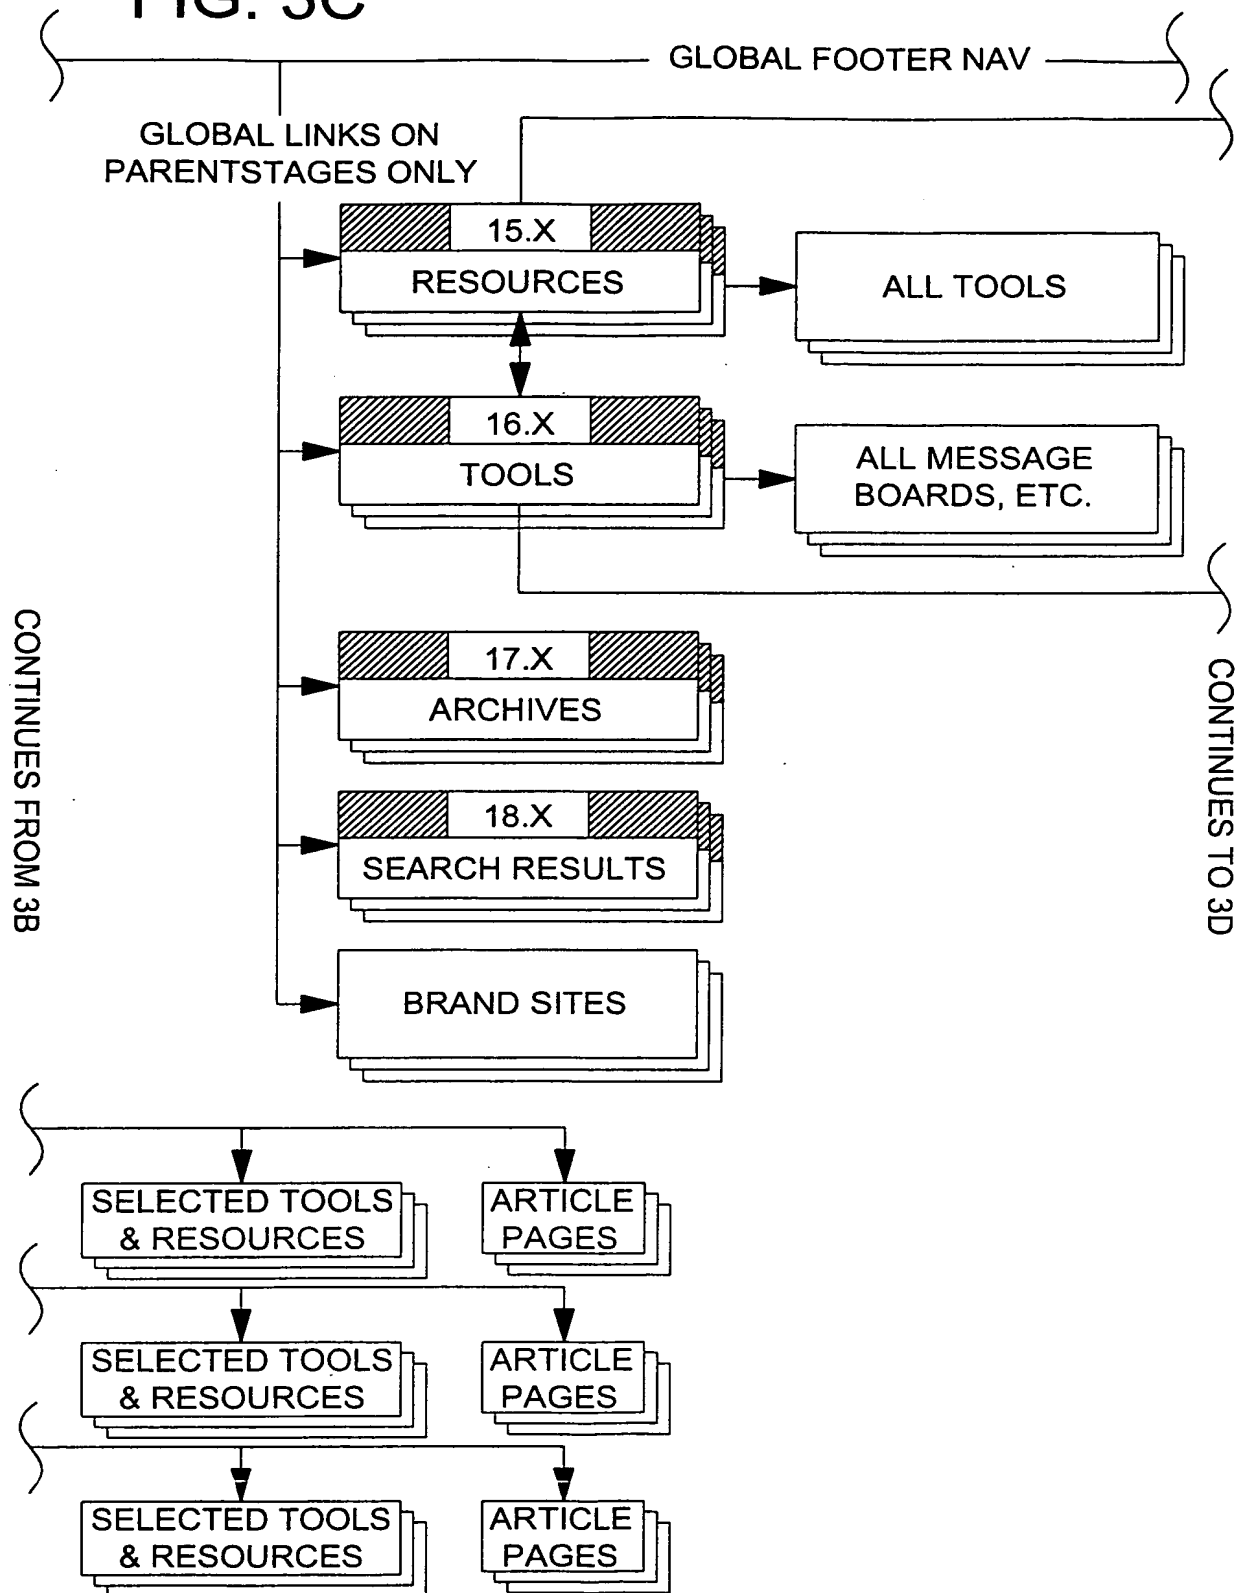 FIG. 3C
GLOBAL FOOTER NAV
GLOBAL LINKS ON
PARENTSTAGES ONLY
15.X
RESOURCES
ALL TOOLS
16.X
TOOLS
ALL MESSAGE
BOARDS, ETC.
CONTINUES FROM 3B
CONTINUES TO 3D
17.X
ARCHIVES
18.X
SEARCH RESULTS
BRAND SITES
SELECTED TOOLS
& RESOURCES
ARTICLE
PAGES
SELECTED TOOLS
& RESOURCES
ARTICLE
PAGES
SELECTED TOOLS
& RESOURCES
ARTICLE
PAGES